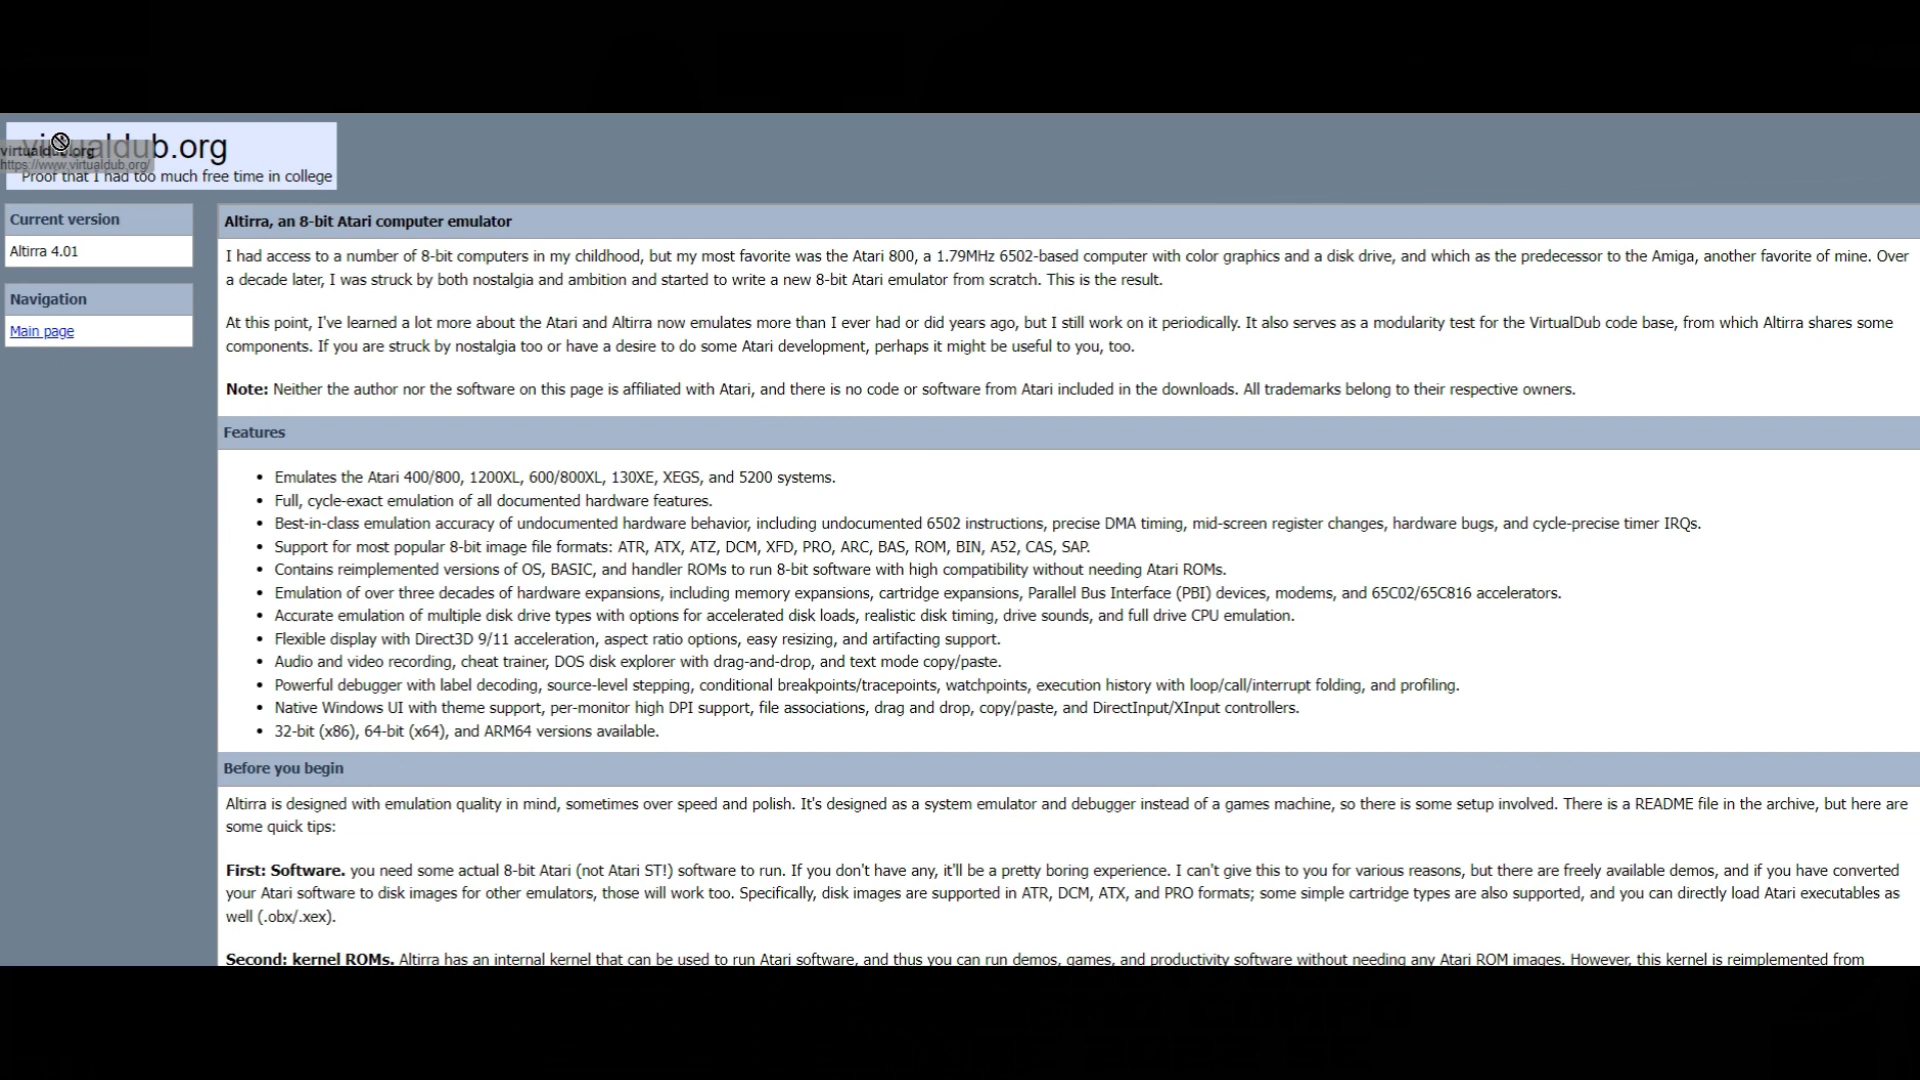 virtualdub.org
virtualdub.org
https://www.virtualdub.org/
Proof that I had too much free time in college
Current version
Altirra 4.01
Navigation
Main page
Altirra, an 8-bit Atari computer emulator
I had access to a number of 8-bit computers in my childhood, but my most favorite was the Atari 800, a 1.79MHz 6502-based computer with color graphics and a disk drive, and which as the predecessor to the Amiga, another favorite of mine. Over
a decade later, I was struck by both nostalgia and ambition and started to write a new 8-bit Atari emulator from scratch. This is the result.
At this point, I've learned a lot more about the Atari and Altirra now emulates more than I ever had or did years ago, but I still work on it periodically. It also serves as a modularity test for the VirtualDub code base, from which Altirra shares some
components. If you are struck by nostalgia too or have a desire to do some Atari development, perhaps it might be useful to you, too.
Note: Neither the author nor the software on this page is affiliated with Atari, and there is no code or software from Atari included in the downloads. All trademarks belong to their respective owners.
Features
• Emulates the Atari 400/800, 1200XL, 600/800XL, 130XE, XEGS, and 5200 systems.
• Full, cycle-exact emulation of all documented hardware features.
• Best-in-class emulation accuracy of undocumented hardware behavior, including undocumented 6502 instructions, precise DMA timing, mid-screen register changes, hardware bugs, and cycle-precise timer IRQs.
• Support for most popular 8-bit image file formats: ATR, ATX, ATZ, DCM, XFD, PRO, ARC, BAS, ROM, BIN, A52, CAS, SAP.
• Contains reimplemented versions of OS, BASIC, and handler ROMs to run 8-bit software with high compatibility without needing Atari ROMs.
• Emulation of over three decades of hardware expansions, including memory expansions, cartridge expansions, Parallel Bus Interface (PBI) devices, modems, and 65C02/65C816 accelerators.
• Accurate emulation of multiple disk drive types with options for accelerated disk loads, realistic disk timing, drive sounds, and full drive CPU emulation.
• Flexible display with Direct3D 9/11 acceleration, aspect ratio options, easy resizing, and artifacting support.
• Audio and video recording, cheat trainer, DOS disk explorer with drag-and-drop, and text mode copy/paste.
• Powerful debugger with label decoding, source-level stepping, conditional breakpoints/tracepoints, watchpoints, execution history with loop/call/interrupt folding, and profiling.
• Native Windows UI with theme support, per-monitor high DPI support, file associations, drag and drop, copy/paste, and DirectInput/XInput controllers.
• 32-bit (x86), 64-bit (x64), and ARM64 versions available.
Before you begin
Altirra is designed with emulation quality in mind, sometimes over speed and polish. It's designed as a system emulator and debugger instead of a games machine, so there is some setup involved. There is a README file in the archive, but here are
some quick tips:
First: Software. you need some actual 8-bit Atari (not Atari ST!) software to run. If you don't have any, it'll be a pretty boring experience. I can't give this to you for various reasons, but there are freely available demos, and if you have converted
your Atari software to disk images for other emulators, those will work too. Specifically, disk images are supported in ATR, DCM, ATX, and PRO formats; some simple cartridge types are also supported, and you can directly load Atari executables as
well (.obx/.xex).
Second: kernel ROMs. Altirra has an internal kernel that can be used to run Atari software, and thus you can run demos, games, and productivity software without needing any Atari ROM images. However, this kernel is reimplemented from